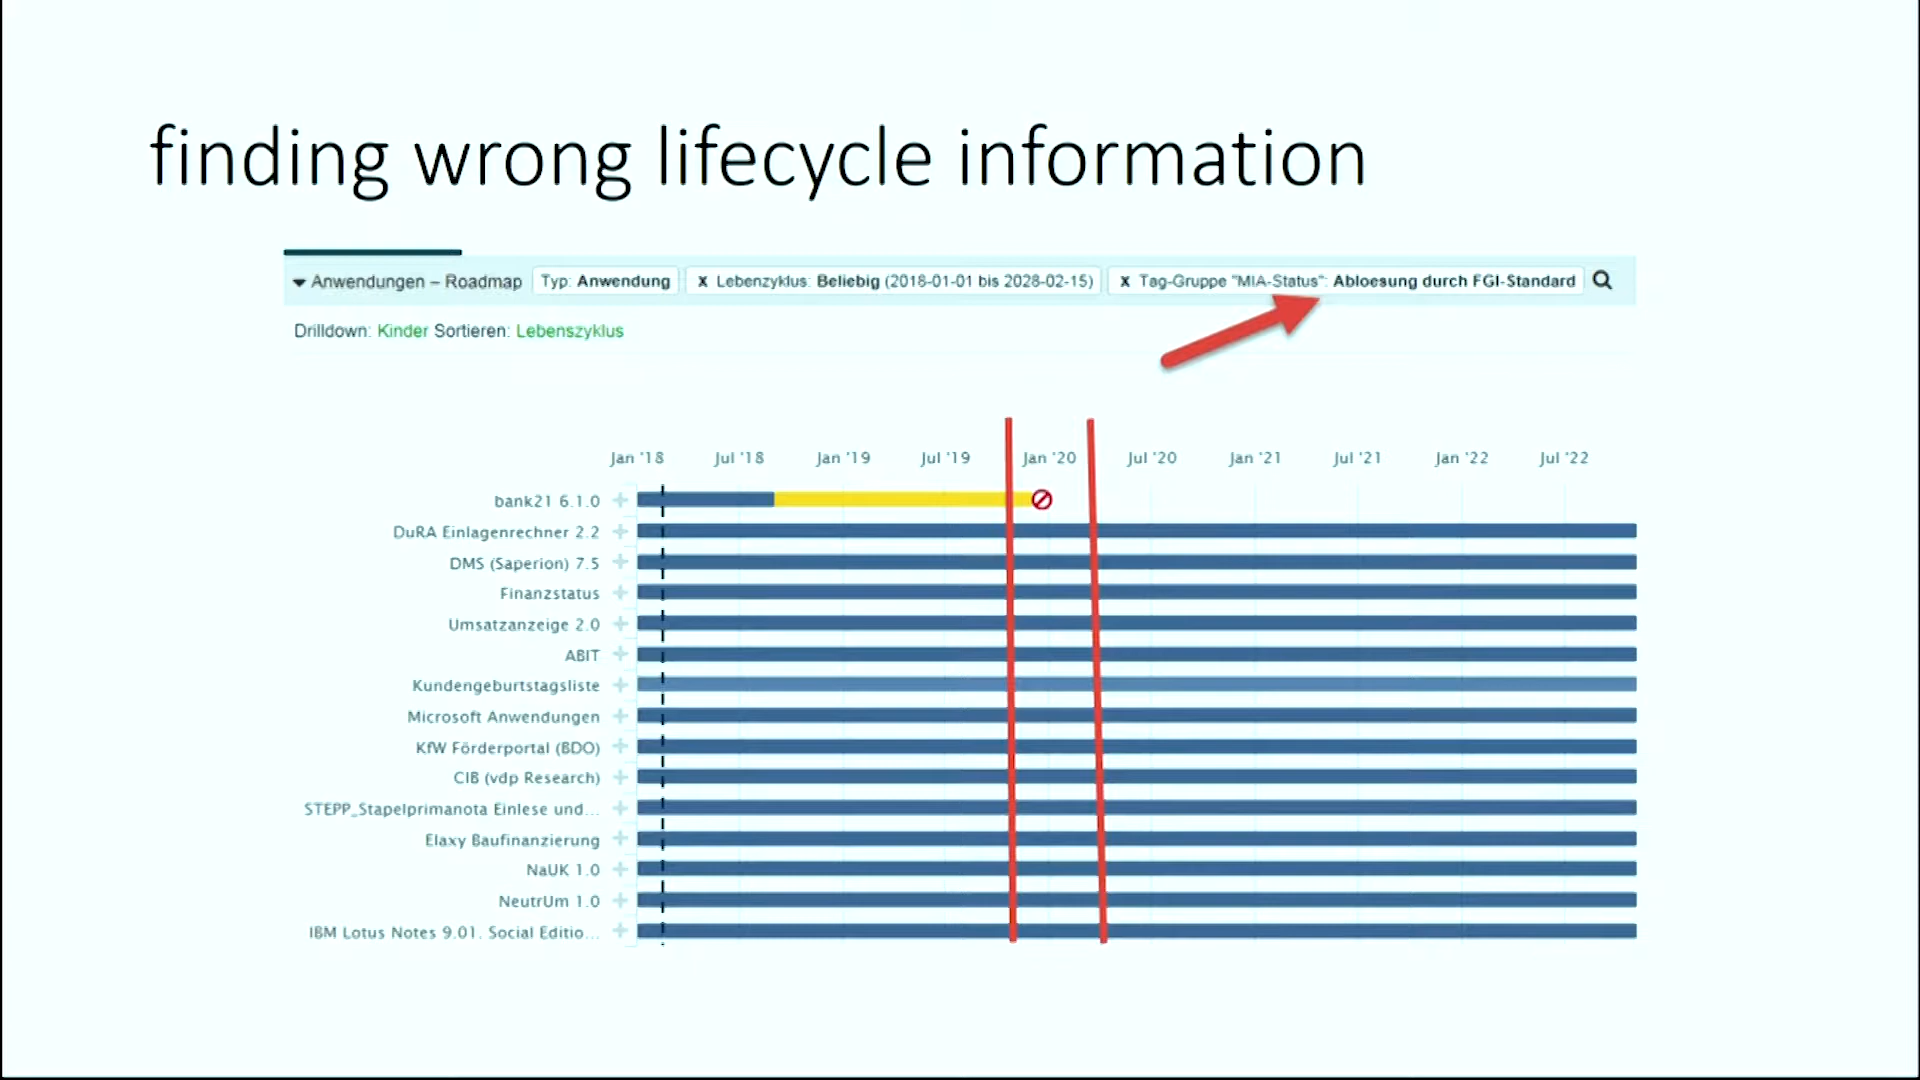 finding wrong lifecycle information
Anwendungen – Roadmap Typ: Anwendung x Lebenzyklus: Beliebig (2018-01-01 bis 2028-02-15) x Tag-Gruppe "MIA-Status": Abloesung durch FGI-Standard
Drilldown: Kinder Sortieren: Lebenszyklus
Jan '18 Jul '18 Jan '19 Jul '19 Jan '20 Jul '20 Jan '21 Jul '21 Jan '22 Jul '22
bank21 6.1.0
DuRA Einlagenrechner 2.2
DMS (Saperion) 7.5
Finanzstatus
Umsatzanzeige 2.0
ABIT
Kundengeburtstagsliste
Microsoft Anwendungen
KfW Förderportal (BDO)
CIB (vdp Research)
STEPP_Stapelprimanota Einlese und...
Elaxy Baufinanzierung
NaUK 1.0
NeutrUm 1.0
IBM Lotus Notes 9.01. Social Editio...